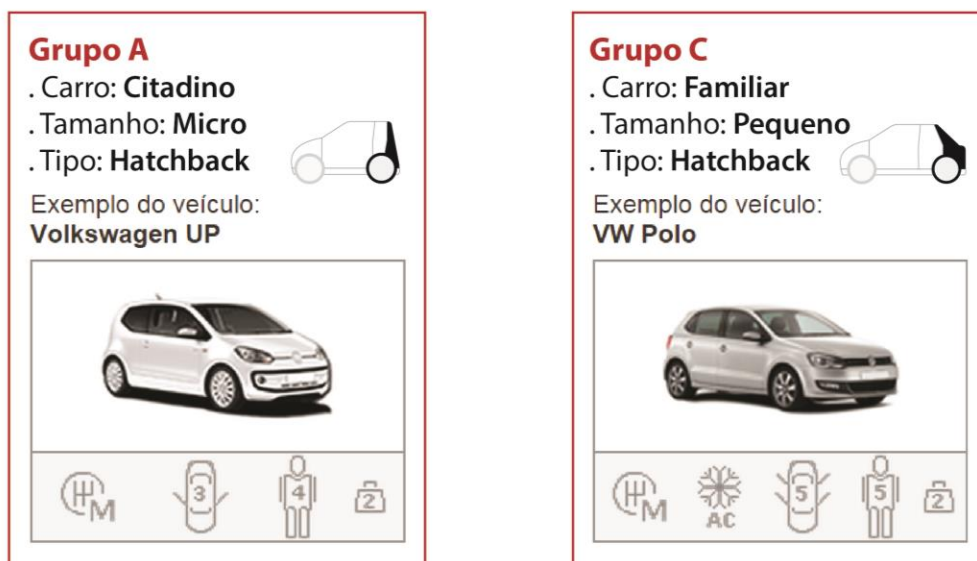 Grupo A
. Carro: Citadino
. Tamanho: Micro
. Tipo: Hatchback
Exemplo do veículo:
Volkswagen UP
M
3
4
2
Grupo C
. Carro: Familiar
. Tamanho: Pequeno
. Tipo: Hatchback
Exemplo do veículo:
VW Polo
M
AC
5
5
2